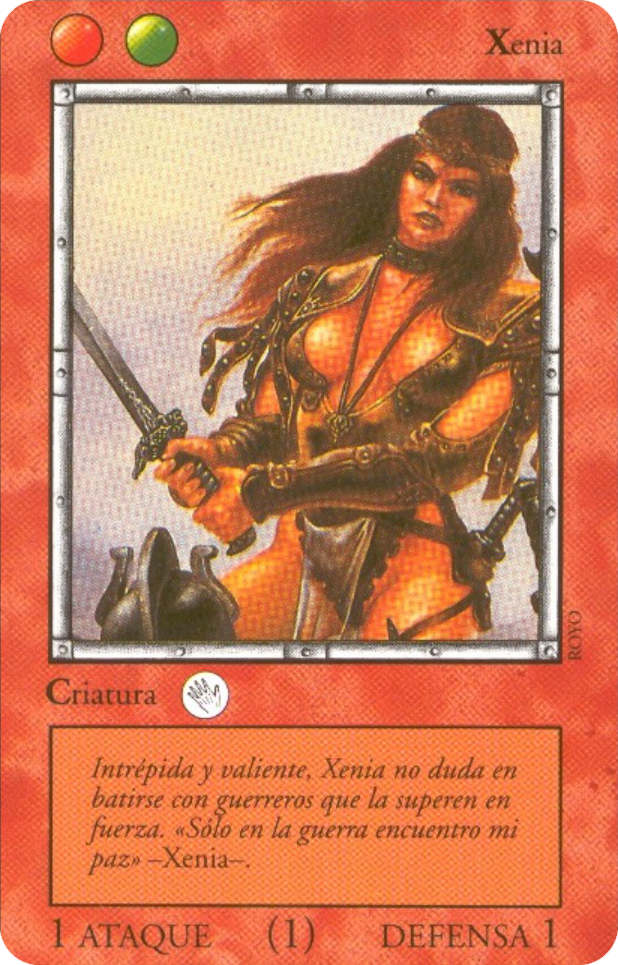 Xenia
ROYO
Criatura
Intrépida y valiente, Xenia no duda en
batirse con guerreros que la superen en
fuerza. «Sólo en la guerra encuentro mi
paz» –Xenia–.
1 ATAQUE (1) DEFENSA 1